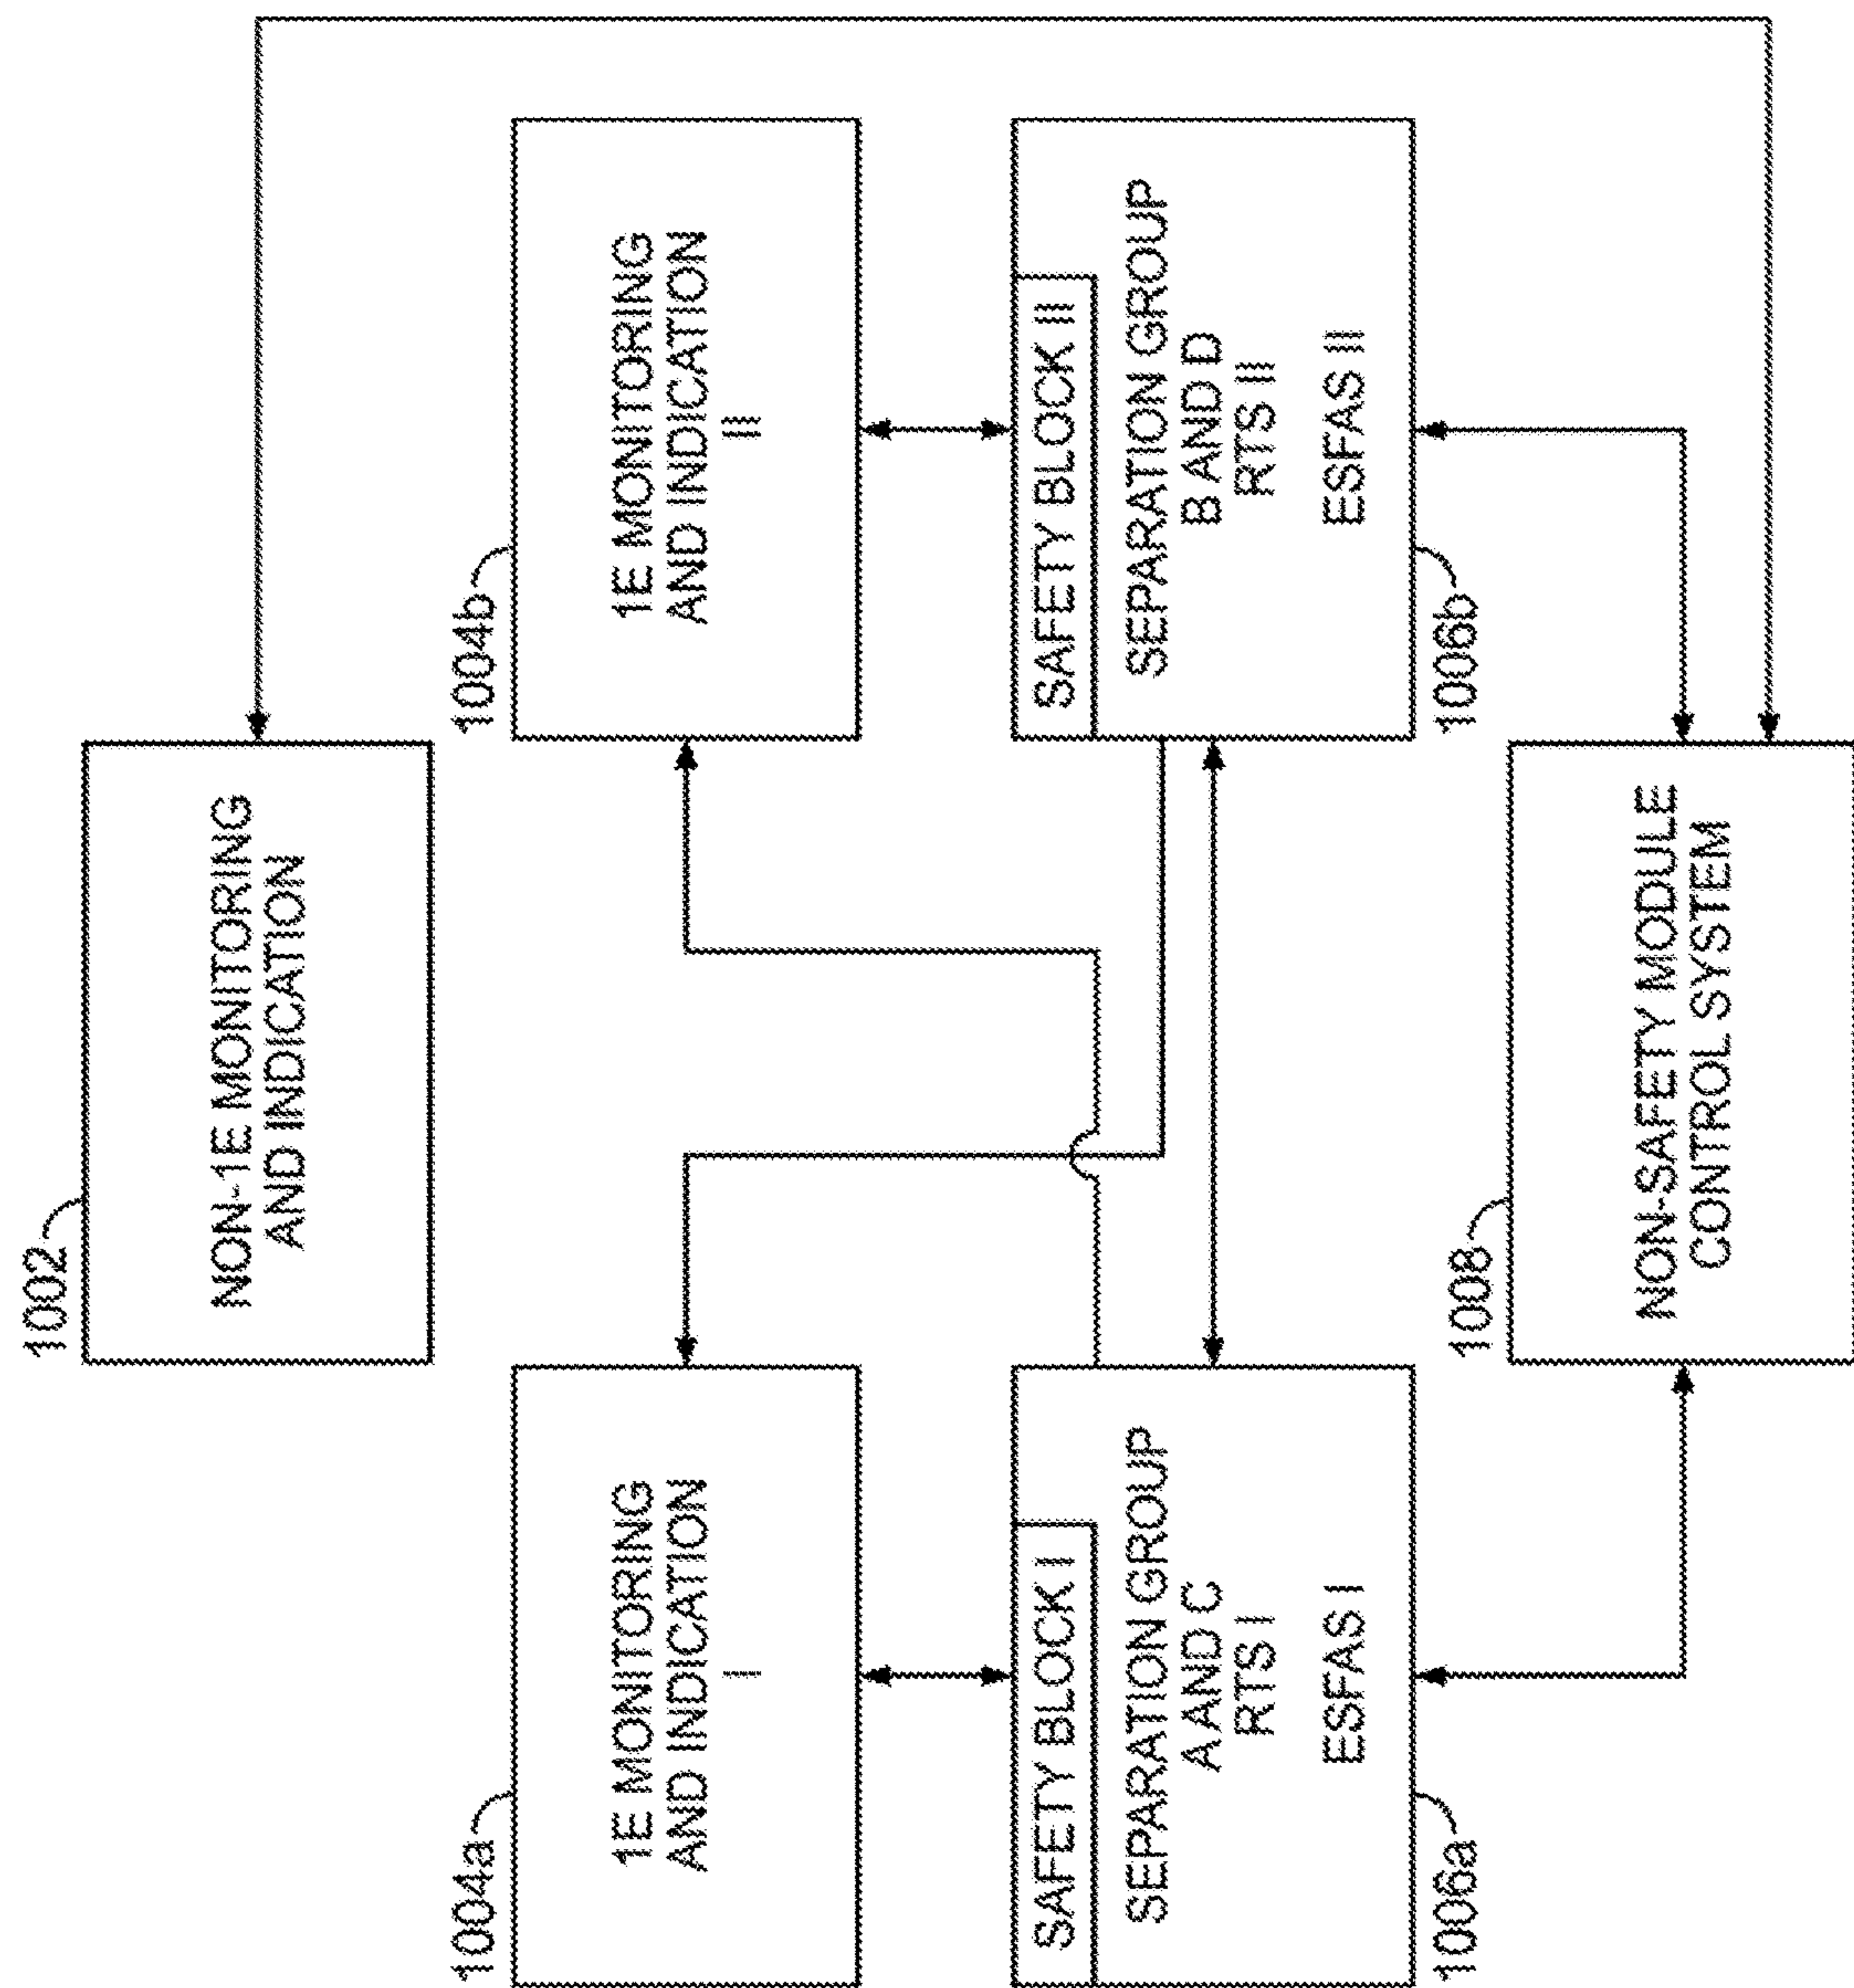 1002
NON-1E MONITORING
AND INDICATION
1004a
1E MONITORING
AND INDICATION
I
1004b
1E MONITORING
AND INDICATION
II
SAFETY BLOCK I
SEPARATION GROUP
A AND C
RTS I
ESFAS I
1006a
SAFETY BLOCK II
SEPARATION GROUP
B AND D
RTS II
ESFAS II
1006b
1008
NON-SAFETY MODULE
CONTROL SYSTEM